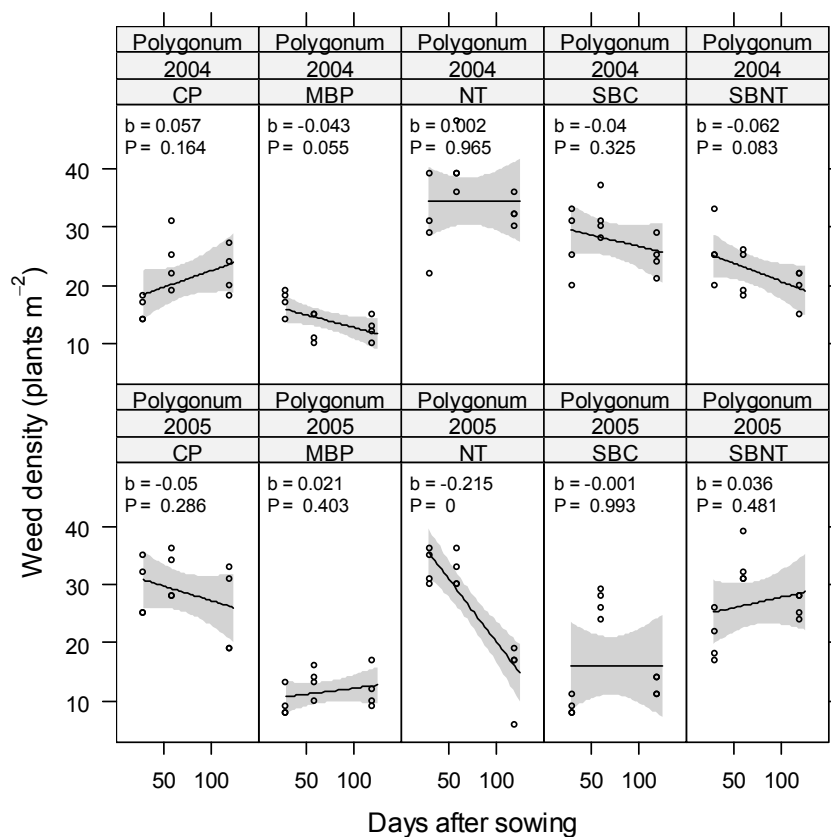 Polygonum Polygonum Polygonum Polygonum Polygonum
2004 2004 2004 2004 2004
CP MBP NT SBC SBNT
b = 0.057 b = -0.043 b = 0.002 b = -0.04 b = -0.062
P = 0.164 P = 0.055 P = 0.965 P = 0.325 P = 0.083
40
30
20
10
Polygonum Polygonum Polygonum Polygonum Polygonum
2005 2005 2005 2005 2005
CP MBP NT SBC SBNT
b = -0.05 b = 0.021 b = -0.215 b = -0.001 b = 0.036
P = 0.286 P = 0.403 P = 0 P = 0.993 P = 0.481
40
30
20
10
Weed density (plants m⁻²)
50 100 50 100 50 100 50 100 50 100
Days after sowing